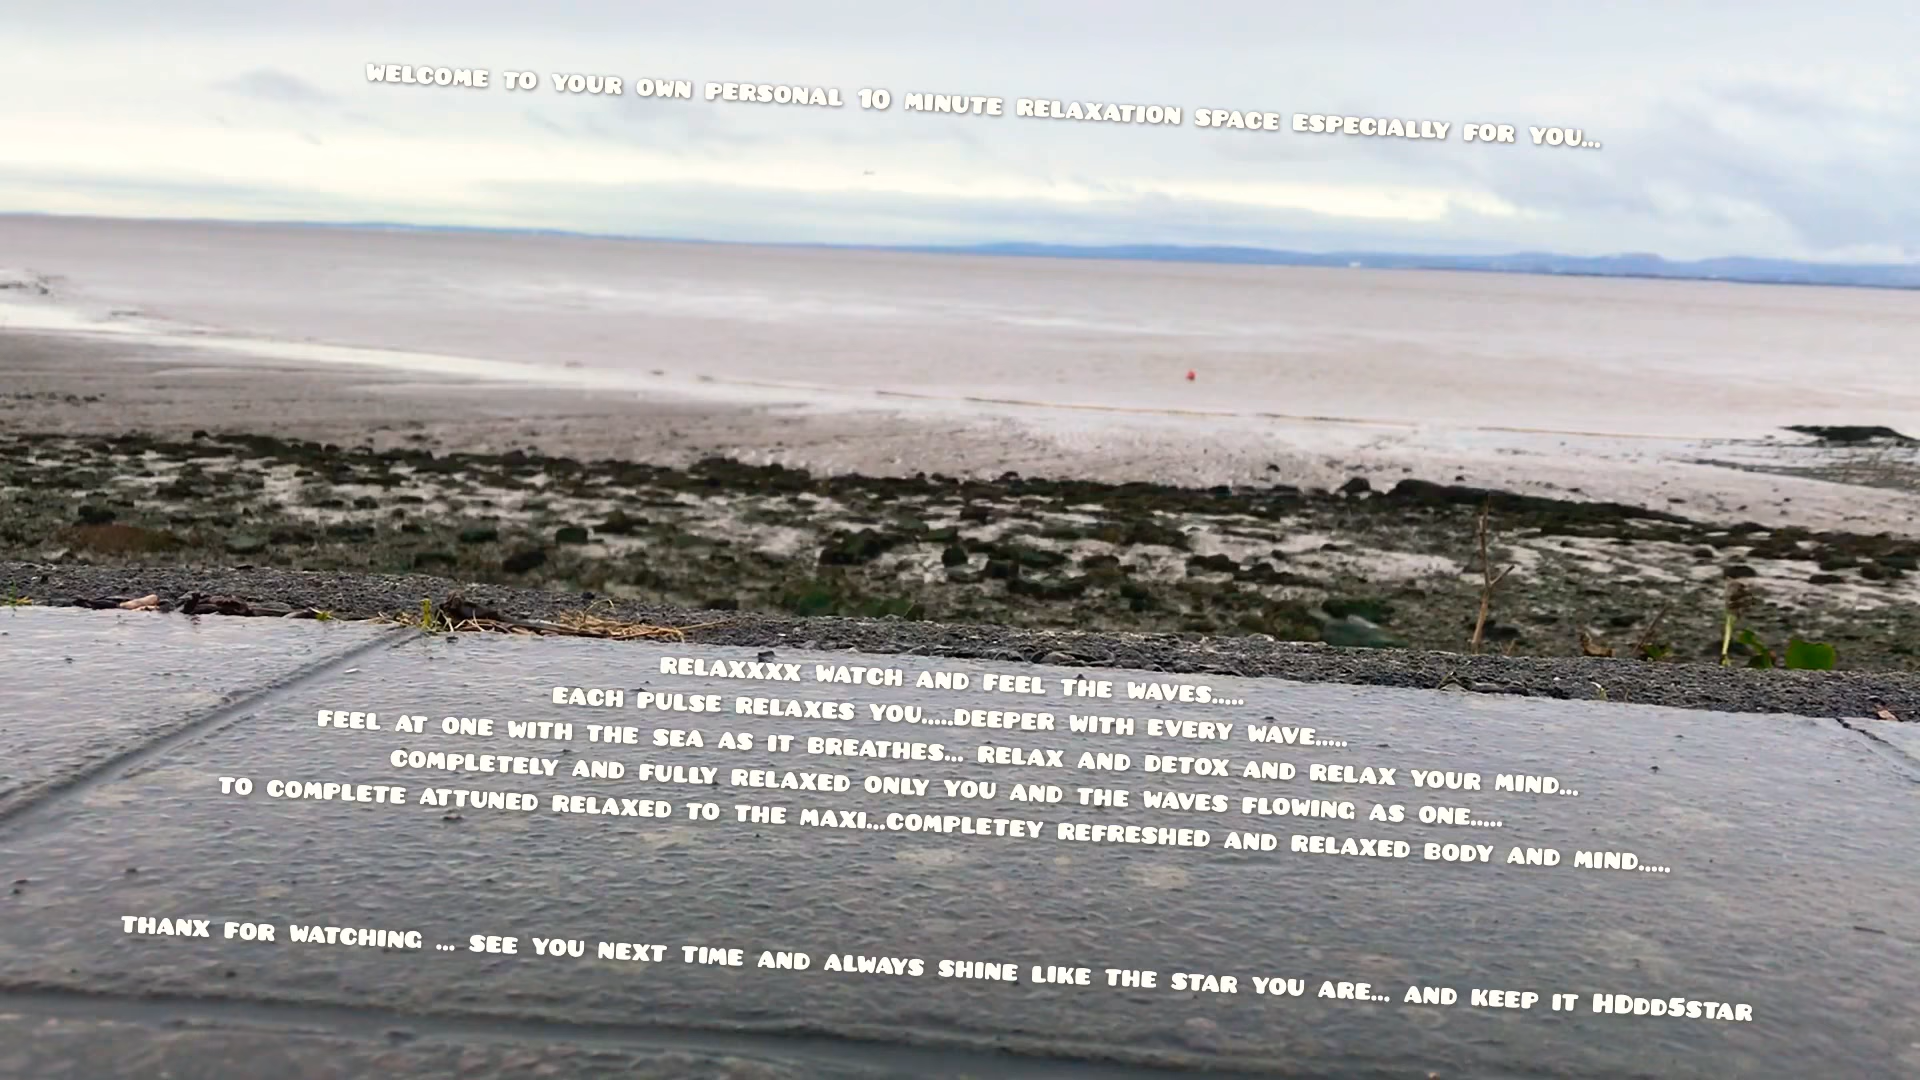 WELCOME TO YOUR OWN PERSONAL 10 MINUTE RELAXATION SPACE ESPECIALLY FOR YOU...
RELAXXXX WATCH AND FEEL THE WAVES.....
EACH PULSE RELAXES YOU.....DEEPER WITH EVERY WAVE.....
FEEL AT ONE WITH THE SEA AS IT BREATHES... RELAX AND DETOX AND RELAX YOUR MIND...
COMPLETELY AND FULLY RELAXED ONLY YOU AND THE WAVES FLOWING AS ONE.....
TO COMPLETE ATTUNED RELAXED TO THE MAXI...COMPLETEY REFRESHED AND RELAXED BODY AND MIND.....
THANX FOR WATCHING ... SEE YOU NEXT TIME AND ALWAYS SHINE LIKE THE STAR YOU ARE... AND KEEP IT HDDD5STAR